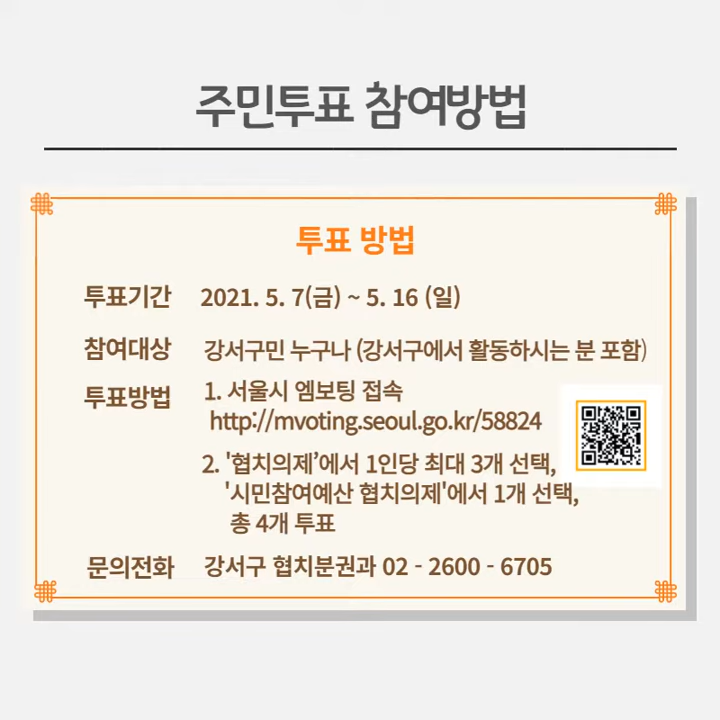 주민투표 참여방법
투표 방법
투표기간 2021. 5. 7(금) ~ 5. 16 (일)
참여대상 강서구민 누구나 (강서구에서 활동하시는 분 포함)
투표방법 1. 서울시 엠보팅 접속
http://mvoting.seoul.go.kr/58824
2. '협치의제’에서 1인당 최대 3개 선택,
'시민참여예산 협치의제'에서 1개 선택,
총 4개 투표
문의전화 강서구 협치분권과 02 - 2600 - 6705